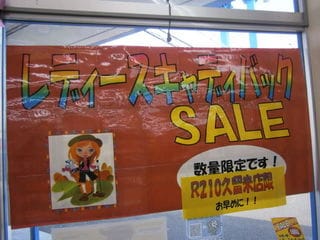 レディースキャディバック
SALE
数量限定です！
R210久留米店限
お早めに！！